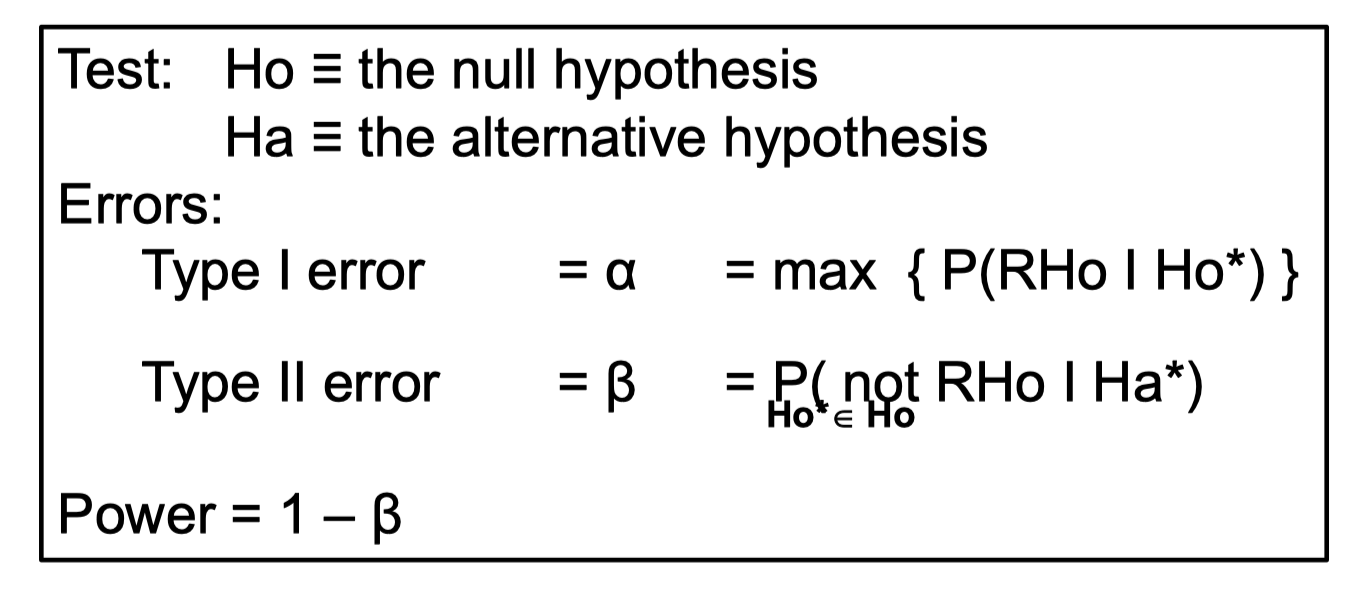 Test: Ho ≡ the null hypothesis
Ha ≡ the alternative hypothesis
Errors:
Type I error = α = max { P(RHo I Ho*) }
Type II error = β = P( not RHo I Ha*)
Ho*∈ Ho
Power = 1 – β